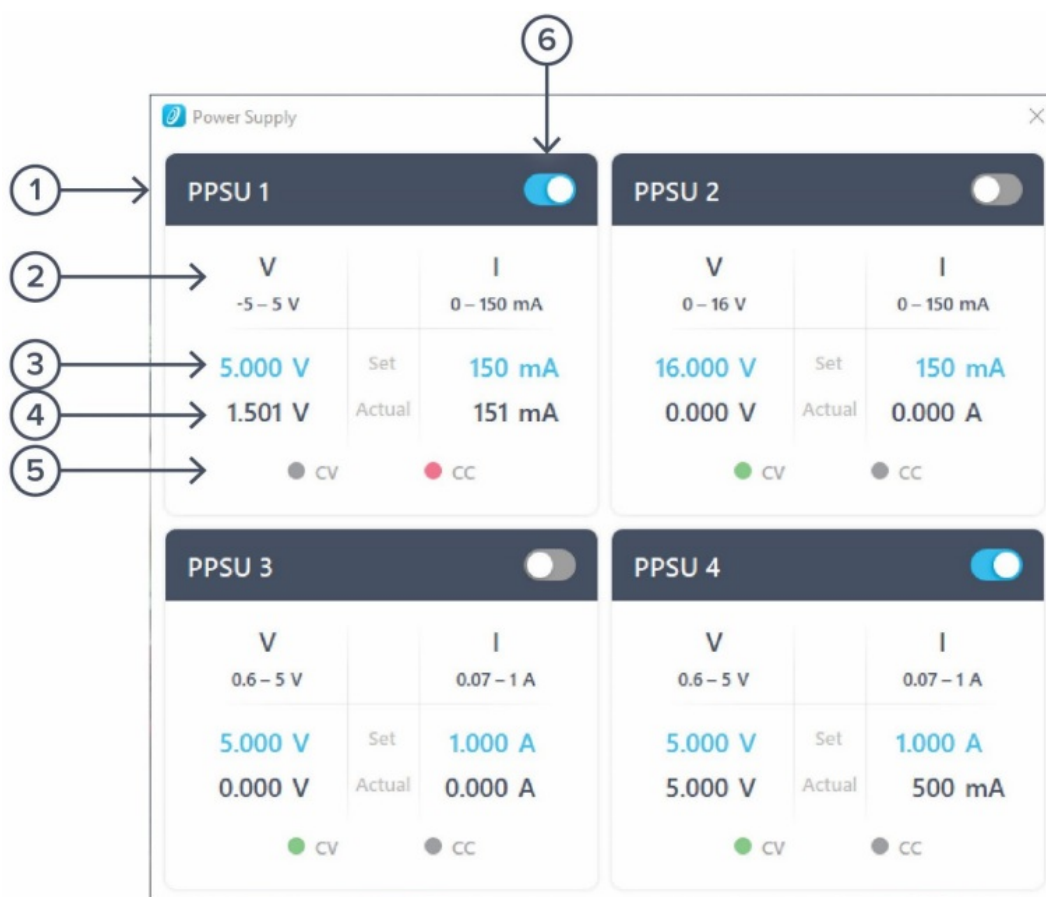 6
Power Supply
1
PPSU 1
PPSU 2
2
V I
-5 – 5 V 0 – 150 mA
V I
0 – 16 V 0 – 150 mA
3
5.000 V Set 150 mA
16.000 V Set 150 mA
4
1.501 V Actual 151 mA
0.000 V Actual 0.000 A
5
CV CC
CV CC
PPSU 3
PPSU 4
V I
0.6 – 5 V 0.07 – 1 A
V I
0.6 – 5 V 0.07 – 1 A
5.000 V Set 1.000 A
5.000 V Set 1.000 A
0.000 V Actual 0.000 A
5.000 V Actual 500 mA
CV CC
CV CC